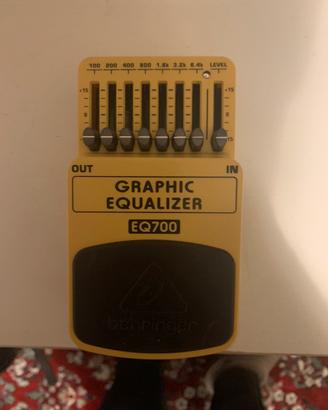 100 200 400 800 1.6k 3.2k 6.4k LEVEL
+15 +15
0 0
15
OUT IN
GRAPHIC
EQUALIZER
EQ700
behringer